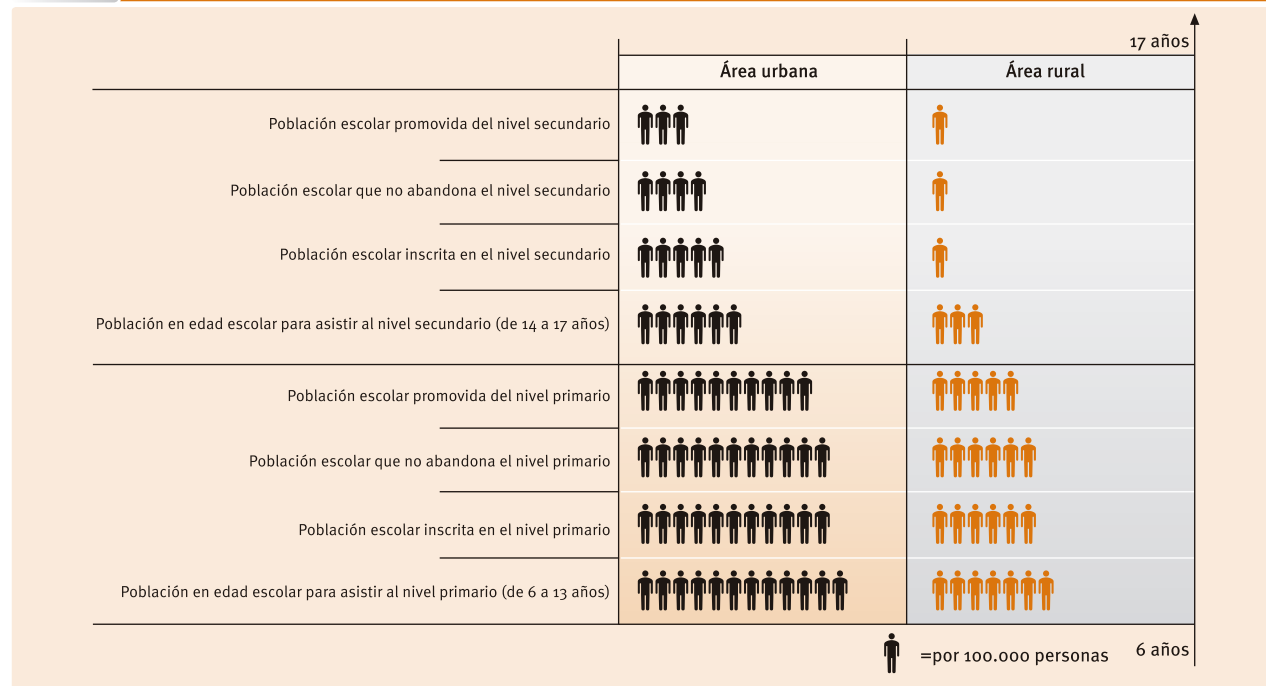 17 años
Área urbana
Área rural
Población escolar promovida del nivel secundario
Población escolar que no abandona el nivel secundario
Población escolar inscrita en el nivel secundario
Población en edad escolar para asistir al nivel secundario (de 14 a 17 años)
Población escolar promovida del nivel primario
Población escolar que no abandona el nivel primario
Población escolar inscrita en el nivel primario
Población en edad escolar para asistir al nivel primario (de 6 a 13 años)
=por 100.000 personas
6 años